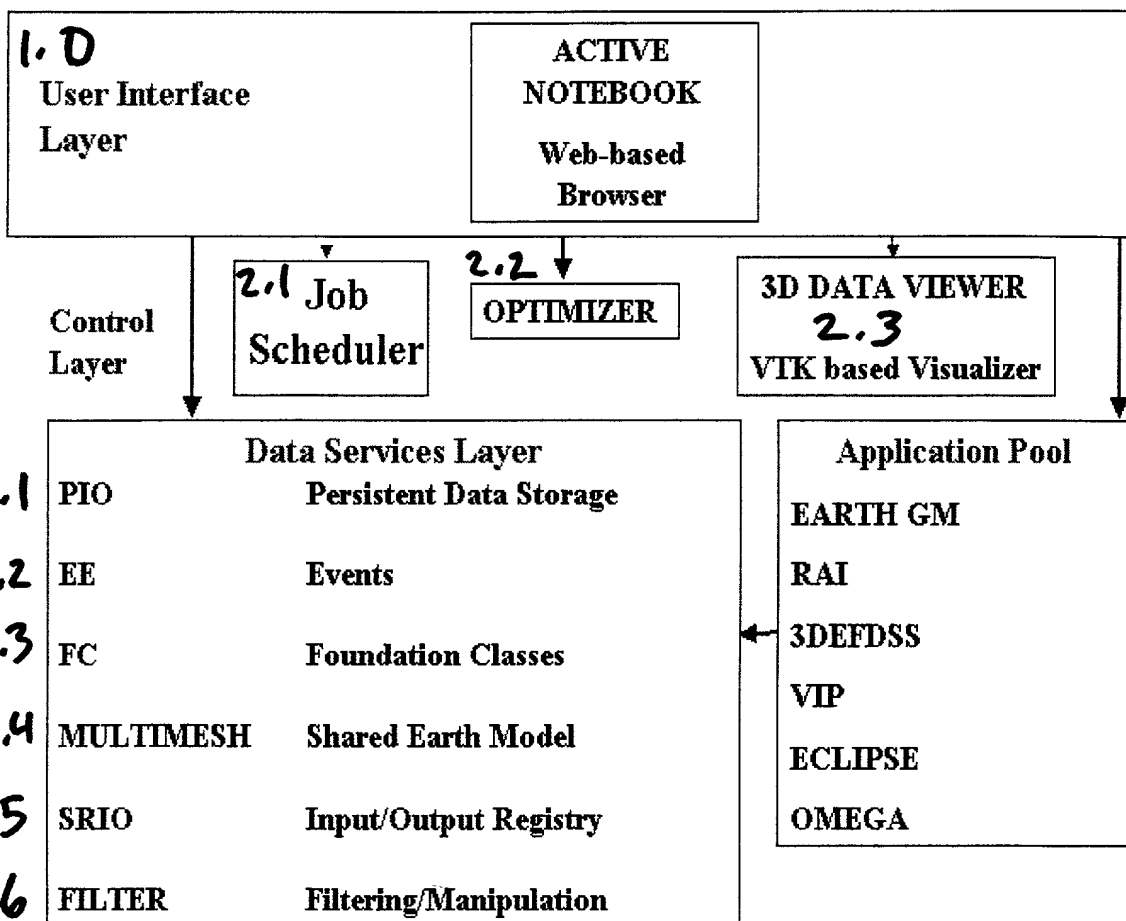 1.0
User Interface
Layer
ACTIVE
NOTEBOOK
Web-based
Browser
Control
Layer
2.1 Job
Scheduler
2.2
OPTIMIZER
3D DATA VIEWER
2.3
VTK based Visualizer
Data Services Layer
.1 PIO Persistent Data Storage
.2 EE Events
.3 FC Foundation Classes
.4 MULTIMESH Shared Earth Model
5 SRIO Input/Output Registry
6 FILTER Filtering/Manipulation
Application Pool
EARTH GM
RAI
3DEFDSS
VIP
ECLIPSE
OMEGA